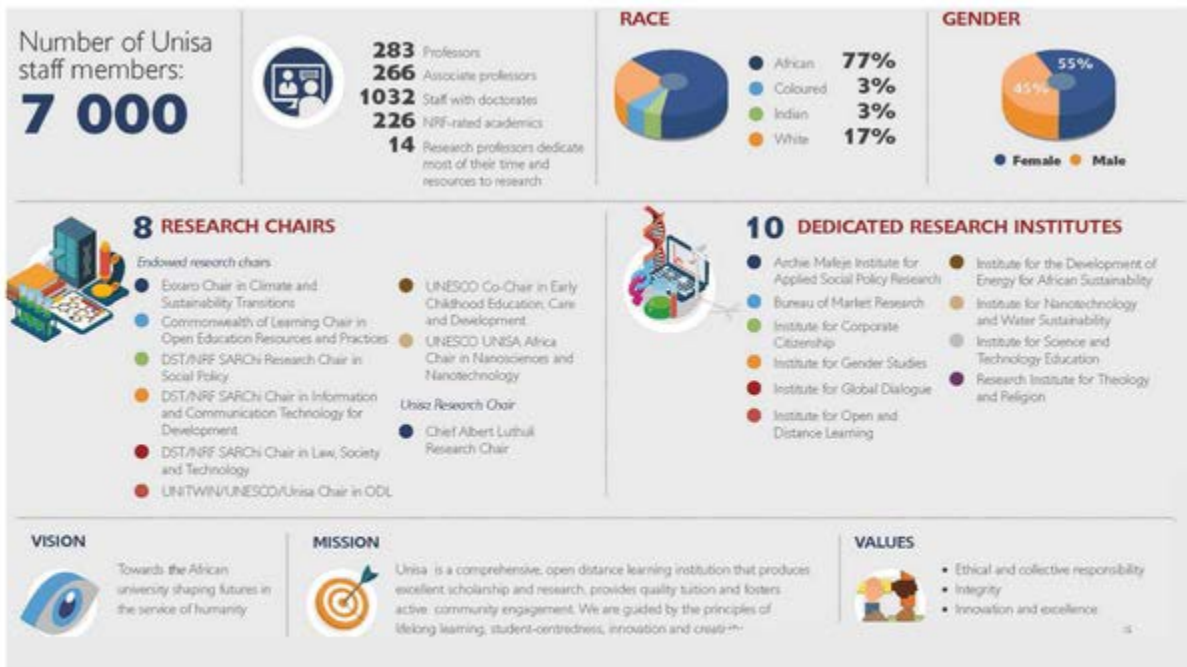 Number of Unisa
staff members:
7 000
283 Professors
266 Associate professors
1032 Staff with doctorates
226 NRF-rated academics
14 Research professors dedicate
most of their time and
resources to research
RACE
African 77%
Coloured 3%
Indian 3%
White 17%
GENDER
55%
45%
Female Male
8 RESEARCH CHAIRS
Endowed research chairs
Exxaro Chair in Climate and
Sustainability Transitions
Commonwealth of Learning Chair in
Open Education Resources and Practices
DST/NRF SARChi Research Chair in
Social Policy
DST/NRF SARChi Chair in Information
and Communication Technology for
Development
DST/NRF SARChi Chair in Law, Society
and Technology
UNITWIN/UNESCO/Unisa Chair in ODL
UNESCO Co-Chair in Early
Childhood Education, Care
and Development
UNESCO UNISA Africa
Chair in Nanosciences and
Nanotechnology
Unisa Research Chair
Chief Albert Luthuli
Research Chair
10 DEDICATED RESEARCH INSTITUTES
Archie Mafeje Institute for
Applied Social Policy Research
Bureau of Market Research
Institute for Corporate
Citizenship
Institute for Gender Studies
Institute for Global Dialogue
Institute for Open and
Distance Learning
Institute for the Development of
Energy for African Sustainability
Institute for Nanotechnology
and Water Sustainability
Institute for Science and
Technology Education
Research Institute for Theology
and Religion
VISION
Towards the African
university shaping futures in
the service of humanity
MISSION
Unisa is a comprehensive, open distance learning institution that produces
excellent scholarship and research, provides quality tuition and fosters
active community engagement. We are guided by the principles of
lifelong learning, student-centredness, innovation and
VALUES
• Ethical and collective responsibility
• Integrity
• Innovation and excellence